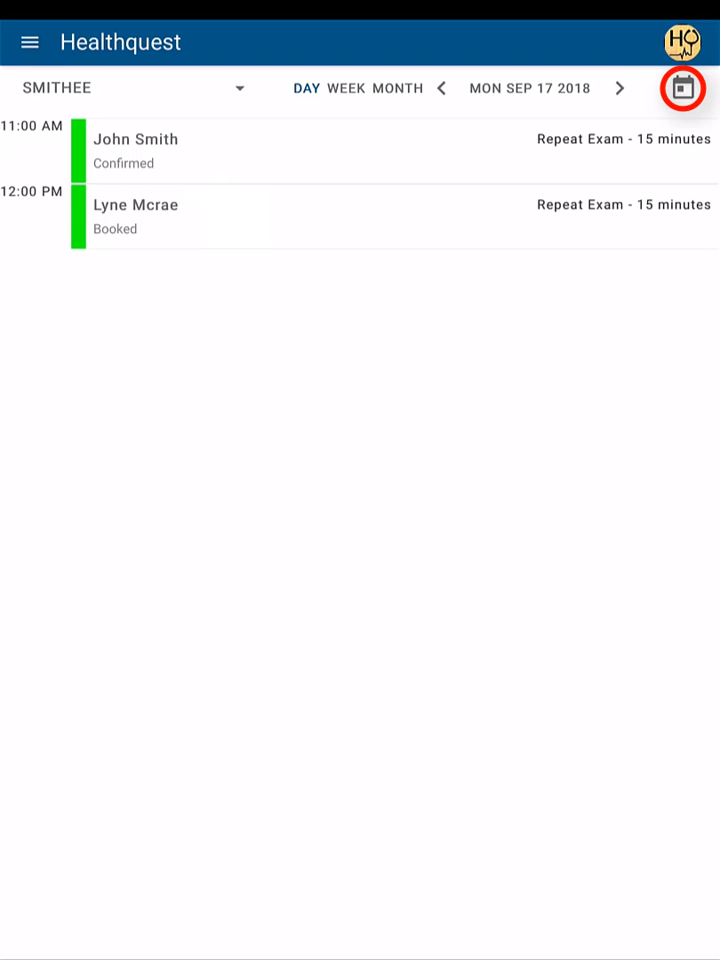 Healthquest
HQ
SMITHEE DAY WEEK MONTH MON SEP 17 2018
11:00 AM John Smith Repeat Exam - 15 minutes
Confirmed
12:00 PM Lyne Mcrae Repeat Exam - 15 minutes
Booked